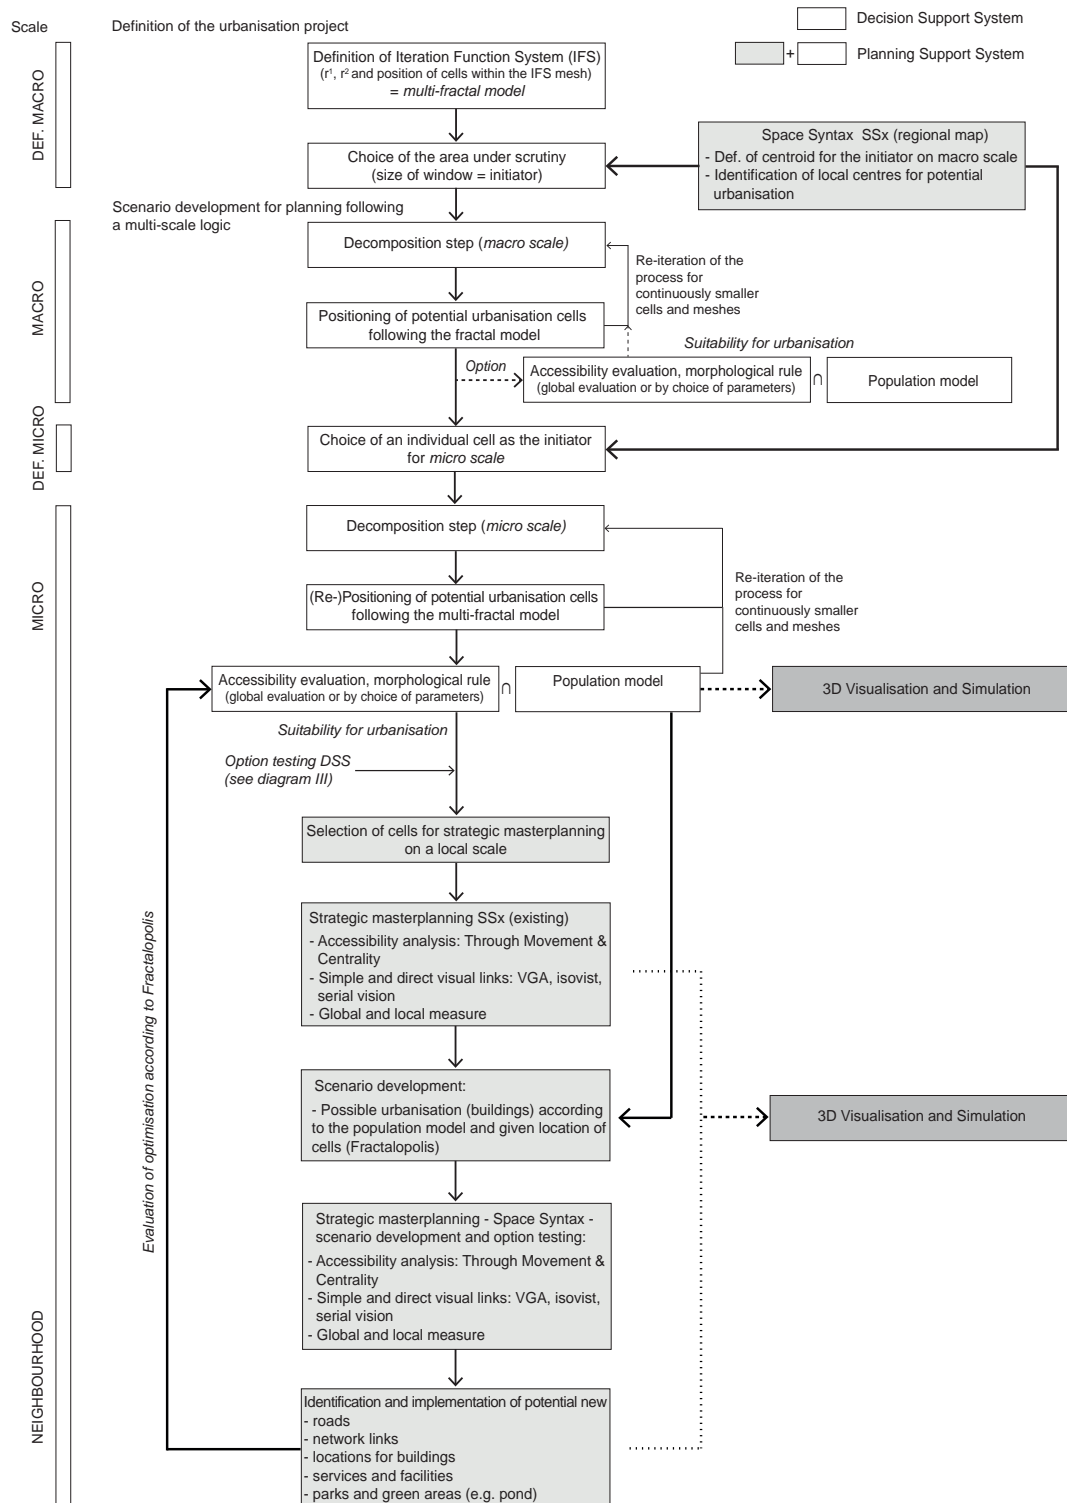 Scale
Definition of the urbanisation project
Decision Support System
+
Planning Support System
DEF. MACRO
Definition of Iteration Function System (IFS)
(r¹, r² and position of cells within the IFS mesh)
= multi-fractal model
Choice of the area under scrutiny
(size of window = initiator)
Space Syntax SSx (regional map)
- Def. of centroid for the initiator on macro scale
- Identification of local centres for potential
urbanisation
Scenario development for planning following
a multi-scale logic
MACRO
Decomposition step (macro scale)
Re-iteration of the
process for
continuously smaller
cells and meshes
Positioning of potential urbanisation cells
following the fractal model
Suitability for urbanisation
Option
Accessibility evaluation, morphological rule
(global evaluation or by choice of parameters)
∩
Population model
DEF. MICRO
Choice of an individual cell as the initiator
for micro scale
MICRO
Decomposition step (micro scale)
Re-iteration of the
process for
continuously smaller
cells and meshes
(Re-)Positioning of potential urbanisation cells
following the multi-fractal model
Accessibility evaluation, morphological rule
(global evaluation or by choice of parameters)
∩
Population model
3D Visualisation and Simulation
Suitability for urbanisation
Option testing DSS
(see diagram III)
Selection of cells for strategic masterplanning
on a local scale
Evaluation of optimisation according to Fractalopolis
Strategic masterplanning SSx (existing)
- Accessibility analysis: Through Movement &
Centrality
- Simple and direct visual links: VGA, isovist,
serial vision
- Global and local measure
Scenario development:
- Possible urbanisation (buildings) according
to the population model and given location of
cells (Fractalopolis)
3D Visualisation and Simulation
Strategic masterplanning - Space Syntax -
scenario development and option testing:
- Accessibility analysis: Through Movement &
Centrality
- Simple and direct visual links: VGA, isovist,
serial vision
- Global and local measure
NEIGHBOURHOOD
Identification and implementation of potential new
- roads
- network links
- locations for buildings
- services and facilities
- parks and green areas (e.g. pond)